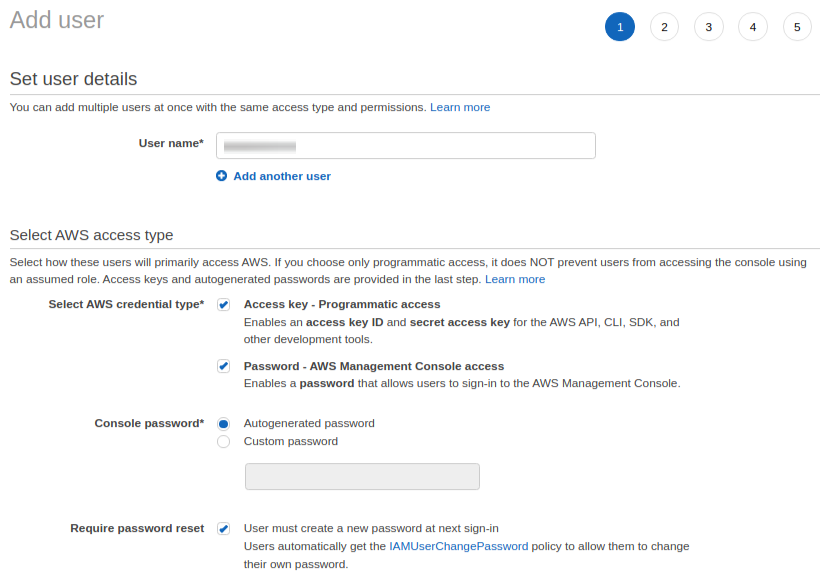 Add user
1 2 3 4 5
Set user details
You can add multiple users at once with the same access type and permissions. Learn more
User name*
Add another user
Select AWS access type
Select how these users will primarily access AWS. If you choose only programmatic access, it does NOT prevent users from accessing the console using
an assumed role. Access keys and autogenerated passwords are provided in the last step. Learn more
Select AWS credential type* Access key - Programmatic access
Enables an access key ID and secret access key for the AWS API, CLI, SDK, and
other development tools.
Password - AWS Management Console access
Enables a password that allows users to sign-in to the AWS Management Console.
Console password* Autogenerated password
Custom password
Require password reset User must create a new password at next sign-in
Users automatically get the IAMUserChangePassword policy to allow them to change
their own password.